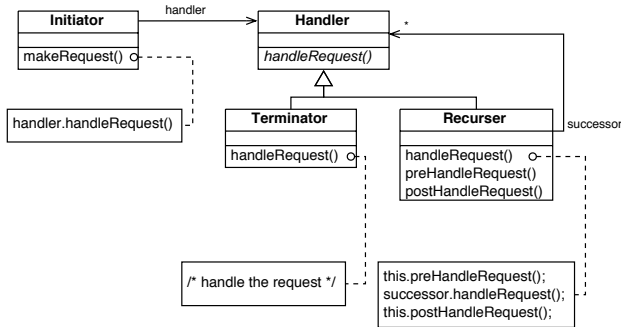 handler
Initiator
Handler
*
makeRequest()
handleRequest()
handler.handleRequest()
Terminator
Recurser
successor
handleRequest()
handleRequest()
preHandleRequest()
postHandleRequest()
/* handle the request */
this.preHandleRequest();
successor.handleRequest();
this.postHandleRequest();